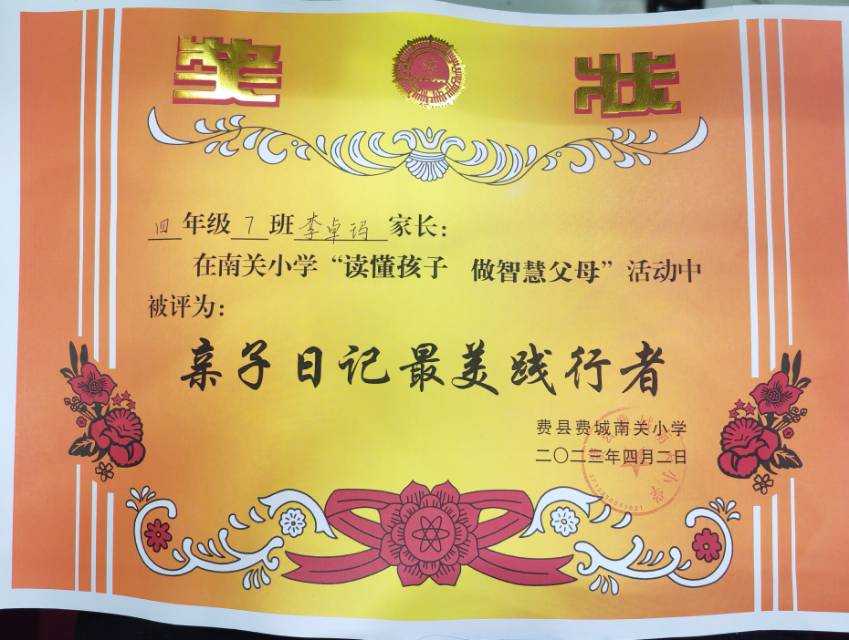 奖状
四年级7班李卓玛家长：
在南关小学“读懂孩子 做智慧父母”活动中
被评为：
亲子日记最美践行者
费县费城南关小学
二〇二三年四月二日